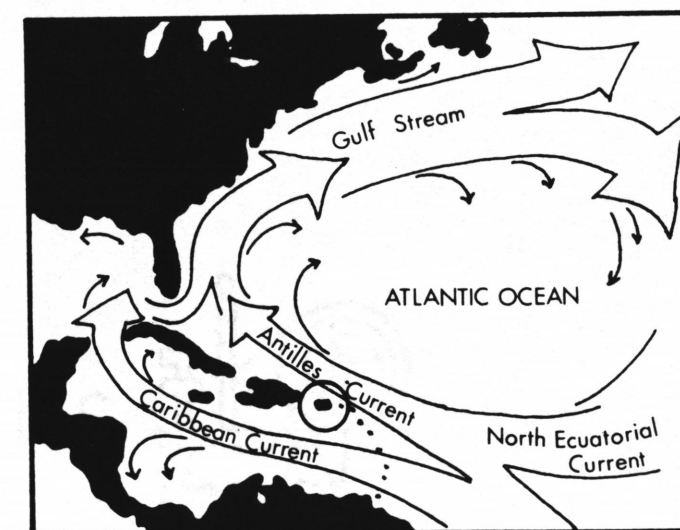 Gulf Stream
ATLANTIC OCEAN
Antilles Current
Caribbean Current
North Ecuatorial
Current